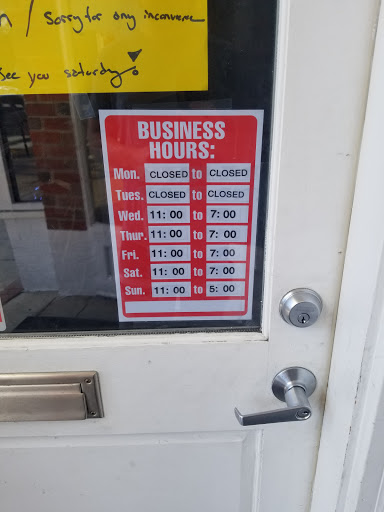 / Sorry for any
see you saturday!
BUSINESS
HOURS:
Mon. CLOSED to CLOSED
Tues. CLOSED to CLOSED
Wed. 11: 00 to 7: 00
Thur. 11: 00 to 7: 00
Fri. 11: 00 to 7: 00
Sat. 11: 00 to 7: 00
Sun. 11: 00 to 5: 00